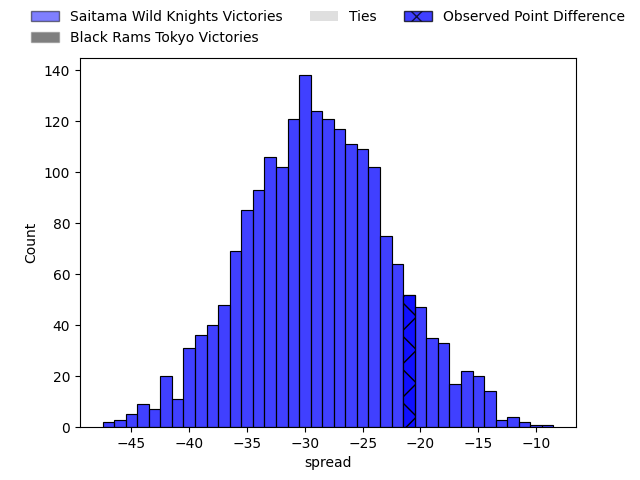 Saitama Wild Knights Victories
Ties
Observed Point Difference
Black Rams Tokyo Victories
140
120
100
80
60
40
20
0
Count
−45 −40 −35 −30 −25 −20 −15 −10
spread